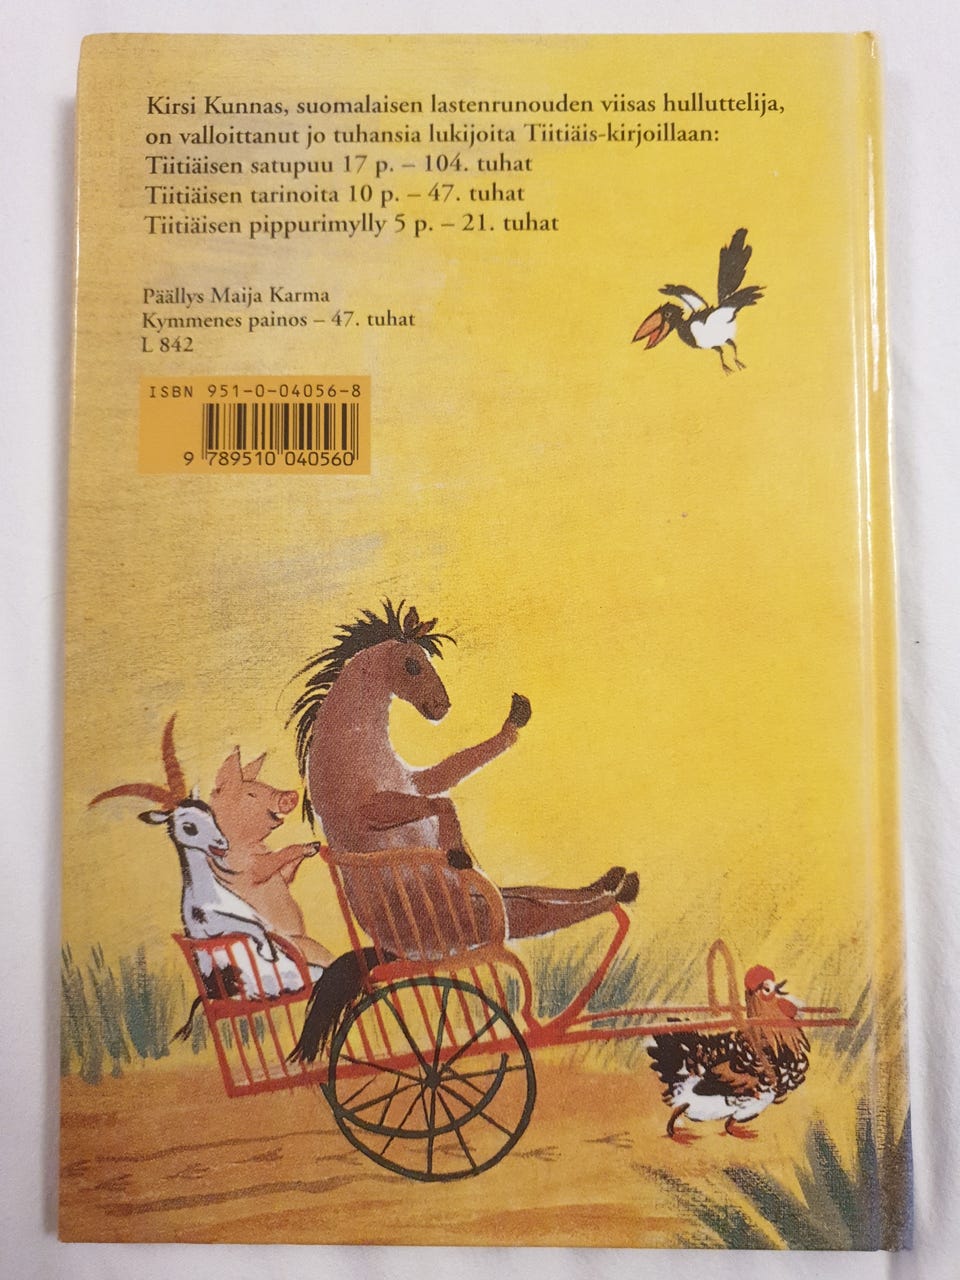 Kirsi Kunnas, suomalaisen lastenrunouden viisas hulluttelija,
on valloittanut jo tuhansia lukijoita Tiitiäis-kirjoillaan:
Tiitiäisen satupuu 17 p. – 104. tuhat
Tiitiäisen tarinoita 10 p. – 47. tuhat
Tiitiäisen pippurimylly 5 p. – 21. tuhat
Päällys Maija Karma
Kymmenes painos – 47. tuhat
L 842
ISBN 951-0-04056-8
9 789510 040560